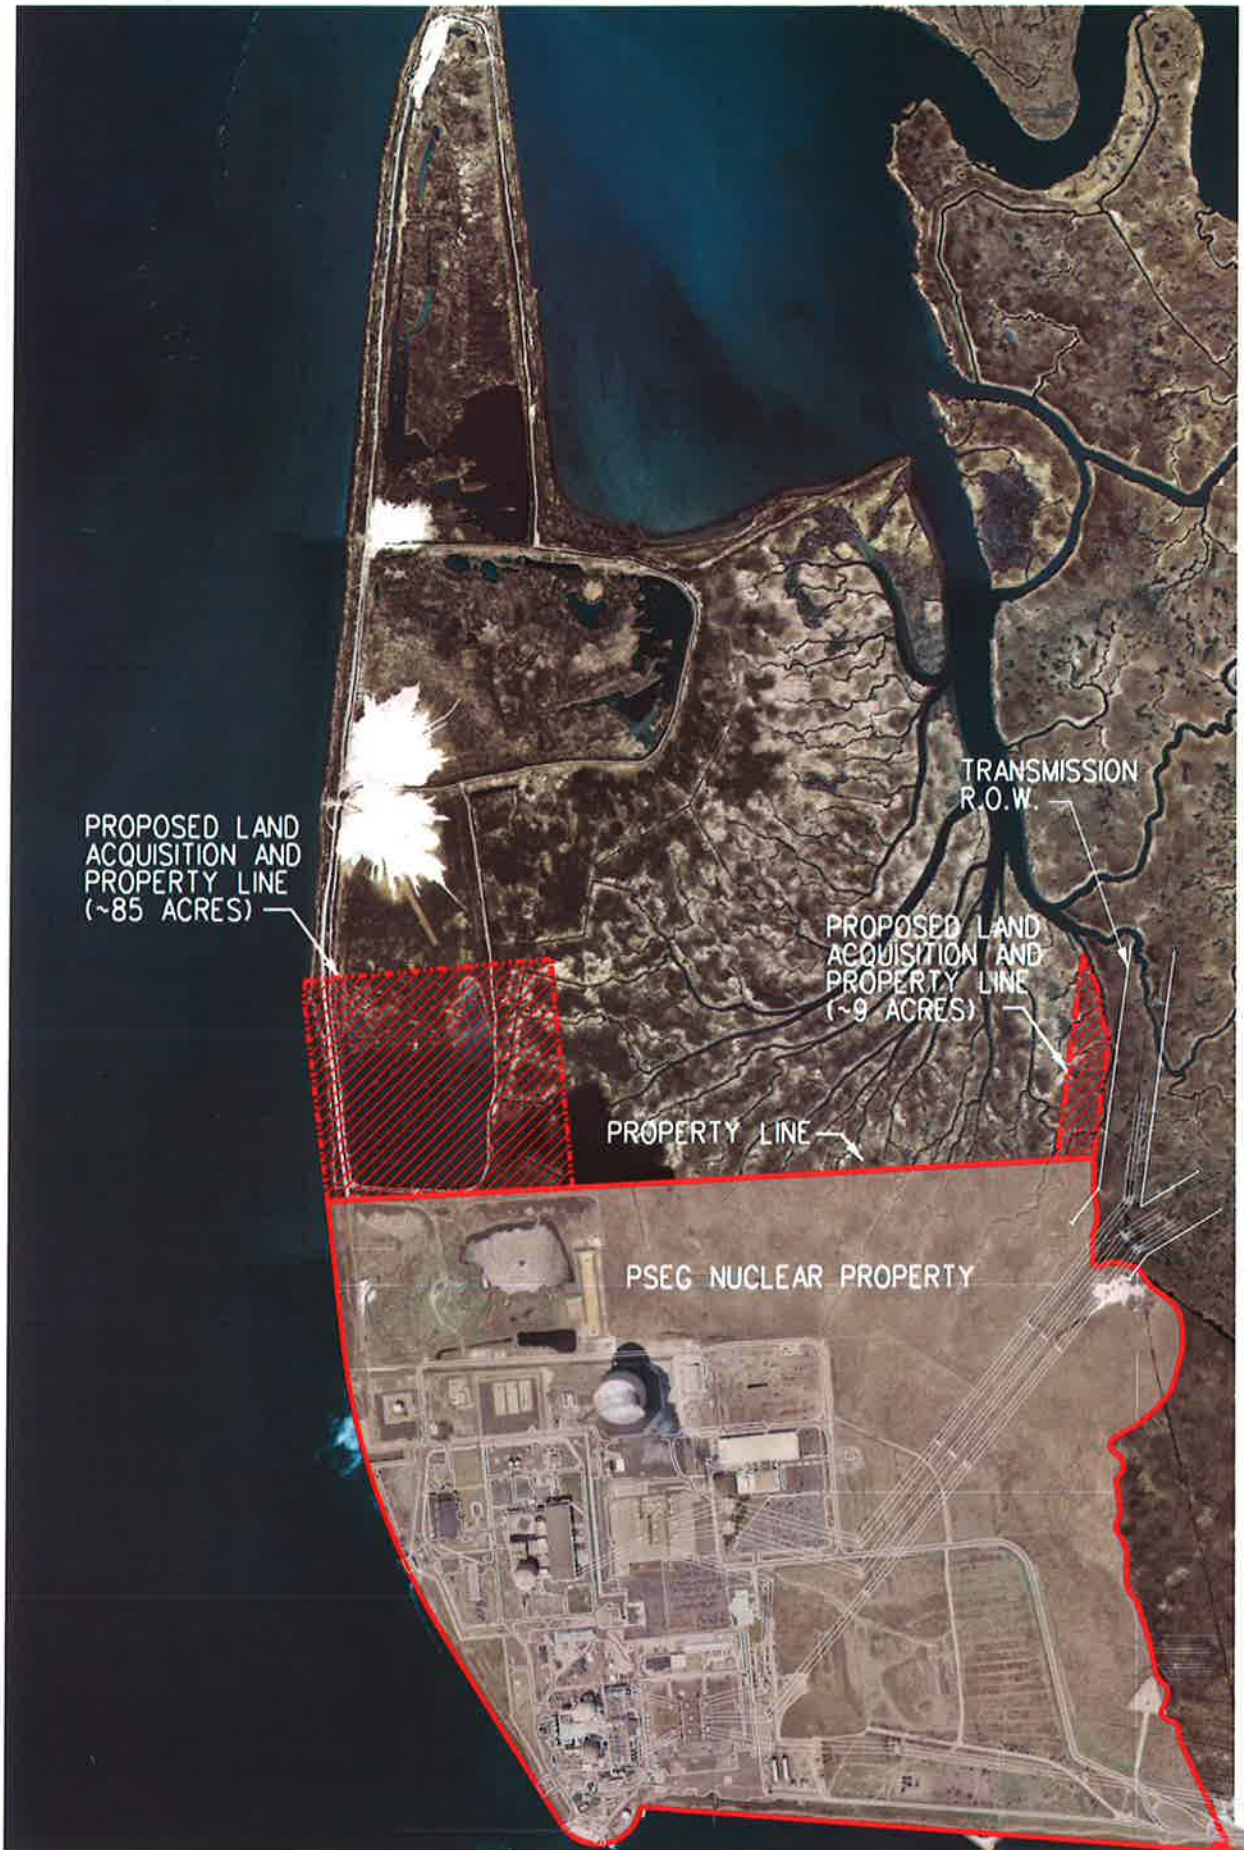 TRANSMISSION
R.O.W.
PROPOSED LAND
ACQUISITION AND
PROPERTY LINE
(~85 ACRES)
PROPOSED LAND
ACQUISITION AND
PROPERTY LINE
(~9 ACRES)
PROPERTY LINE
PSEG NUCLEAR PROPERTY